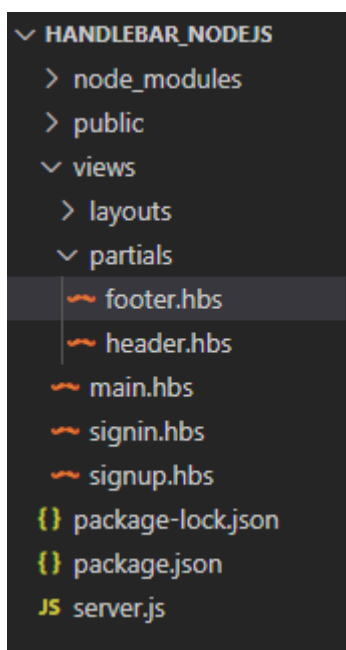 HANDLEBAR_NODEJS
node_modules
public
views
layouts
partials
footer.hbs
header.hbs
main.hbs
signin.hbs
signup.hbs
{} package-lock.json
{} package.json
JS server.js